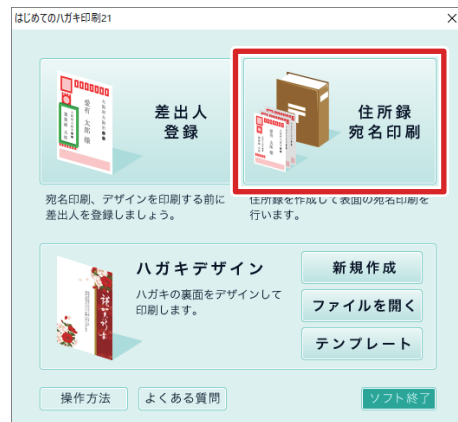 はじめてのハガキ印刷21
差出人
登録
住所録
宛名印刷
宛名印刷、デザインを印刷する前に
差出人を登録しましょう。
住所録を作成して表面の宛名印刷を
行います。
ハガキデザイン
ハガキの裏面をデザインして
印刷します。
新規作成
ファイルを開く
テンプレート
操作方法
よくある質問
ソフト終了